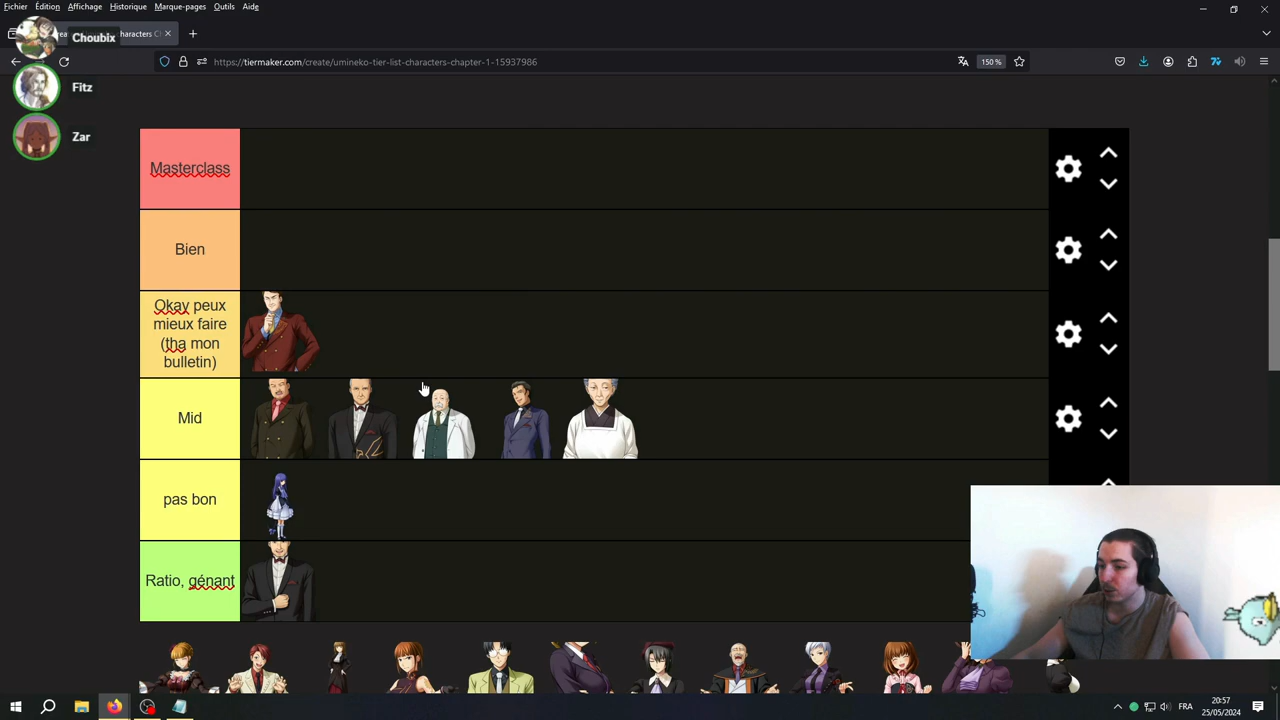 Fichier Édition Affichage Historique Marque-pages Outils Aide
Choubix
https://tiermaker.com/create/umineko-tier-list-characters-chapter-1-15937986
150 %
Fitz
Zar
Masterclass
Bien
Okay peux
mieux faire
(tha mon
bulletin)
Mid
pas bon
Ratio, génant
FR
20:57
25/05/2024